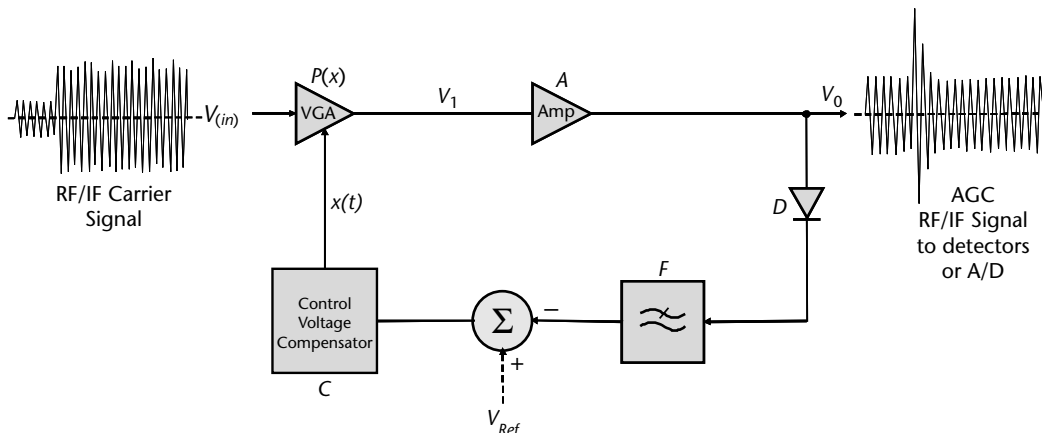 P(x)
A
V(in)
VGA
V1
Amp
V0
RF/IF Carrier
Signal
x(t)
D
AGC
RF/IF Signal
to detectors
or A/D
F
Control
Voltage
Compensator
Σ
−
+
C
VRef